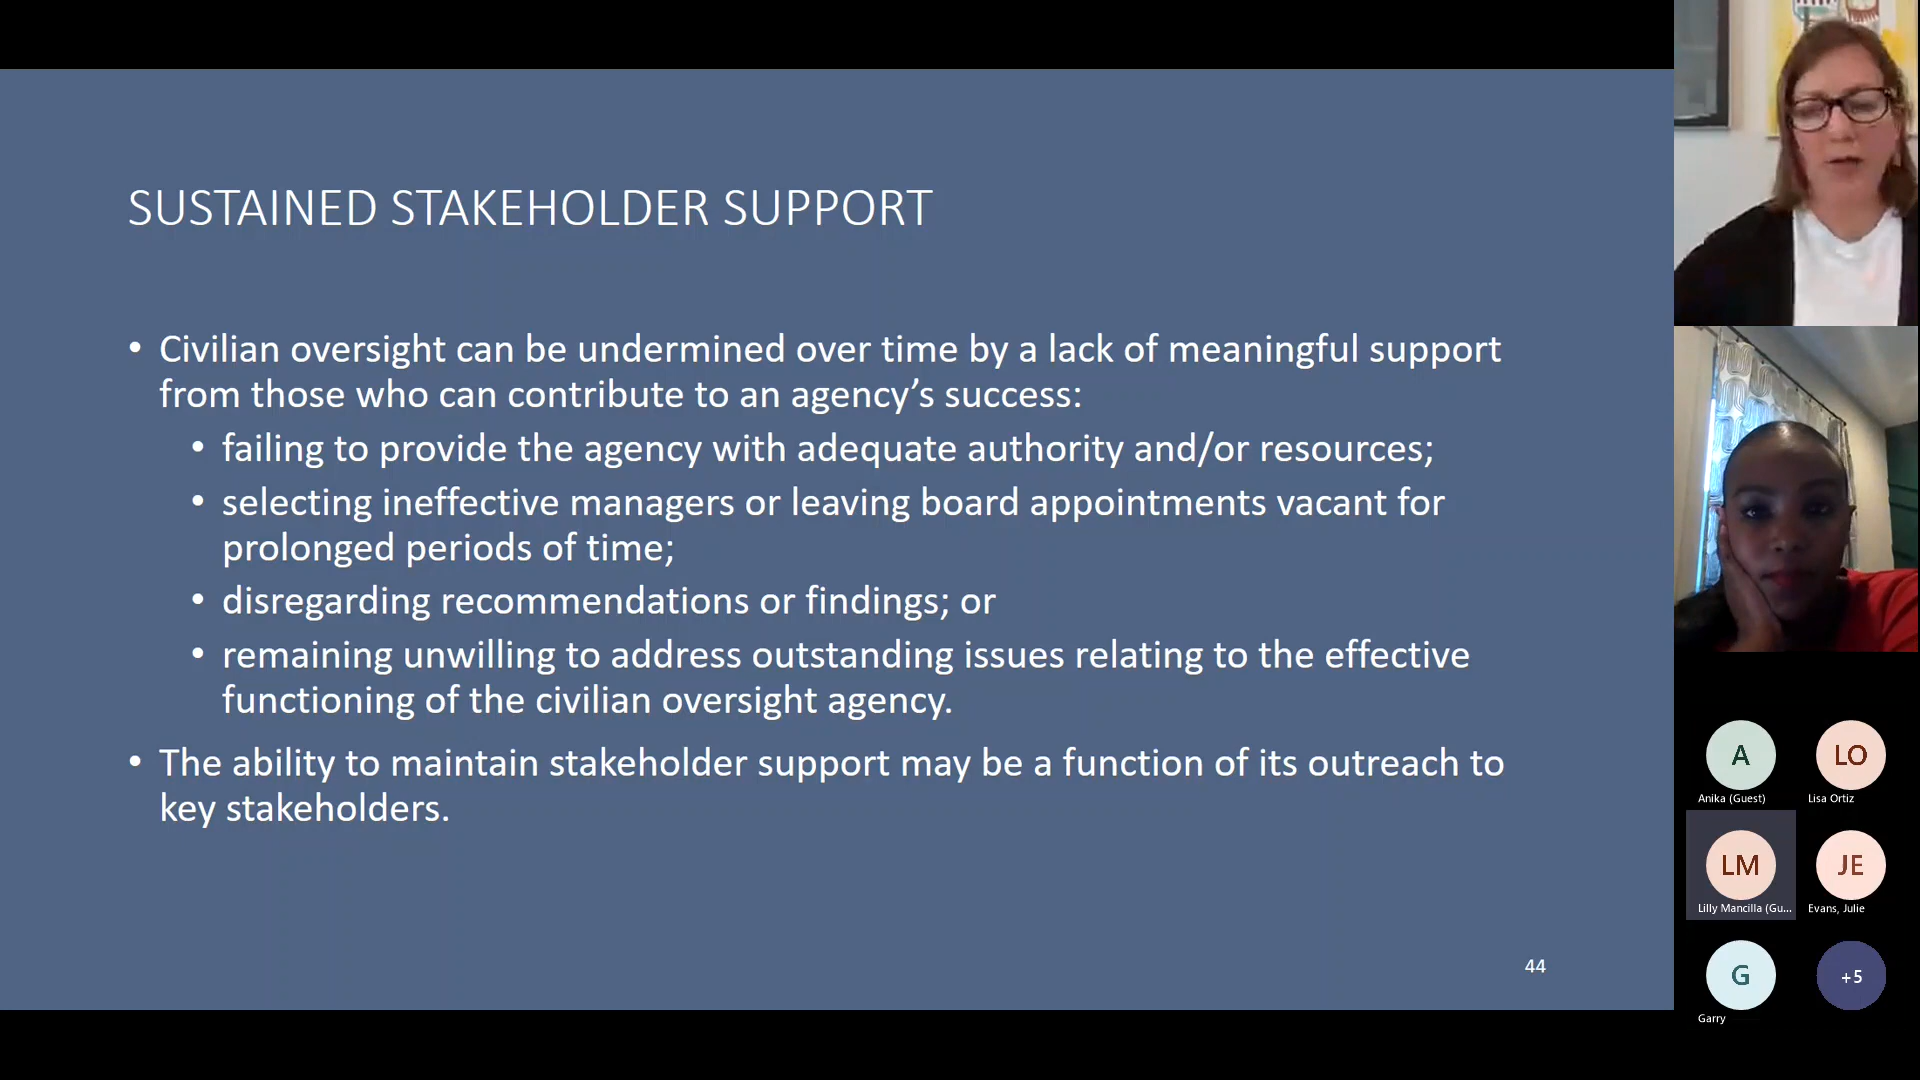 SUSTAINED STAKEHOLDER SUPPORT
• Civilian oversight can be undermined over time by a lack of meaningful support
from those who can contribute to an agency’s success:
• failing to provide the agency with adequate authority and/or resources;
• selecting ineffective managers or leaving board appointments vacant for
prolonged periods of time;
• disregarding recommendations or findings; or
• remaining unwilling to address outstanding issues relating to the effective
functioning of the civilian oversight agency.
• The ability to maintain stakeholder support may be a function of its outreach to
key stakeholders.
44
A
Anika (Guest)
LO
Lisa Ortiz
LM
Lilly Mancilla (Gu...
JE
Evans, Julie
G
Garry
+5